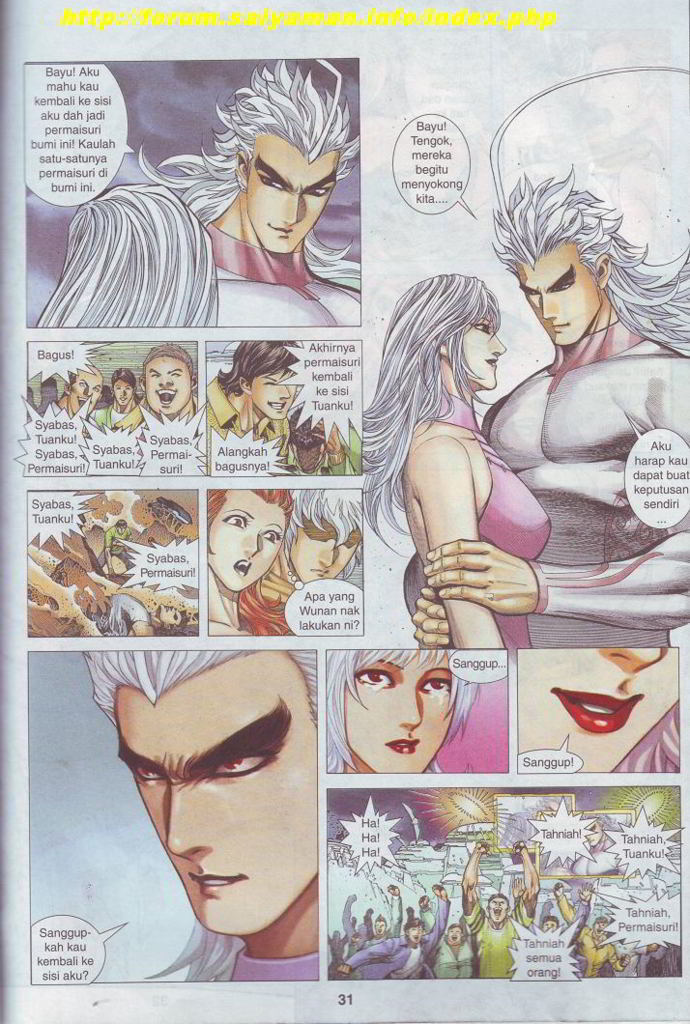 http://forum.saiyaman.info/index.php
Bayu! Aku
mahu kau
kembali ke sisi
aku dah jadi
permaisuri
bumi ini! Kaulah
satu-satunya
permaisuri
di bumi ini.
Bayu!
Tengok,
mereka
begitu
menyokong
kita....
Aku
harap kau
dapat buat
keputusan
sendiri
...
Bagus!
Syabas,
Tuanku!
Syabas,
Permaisuri!
Syabas,
Tuanku!
Syabas,
Permai-
suri!
Akhirnya
permaisuri
kembali
ke sisi
Tuanku!
Alangkah
bagusnya!
Syabas,
Tuanku!
Syabas,
Permaisuri!
Apa yang
Wunan nak
lakukan ni?
Sanggup-
kah kau
kembali ke
sisi aku?
Sanggup...
Sanggup!
Ha!
Ha!
Ha!
Tahniah!
Tahniah,
Tuanku!
Tahniah,
Permaisuri!
Tahniah
semua
orang!
31